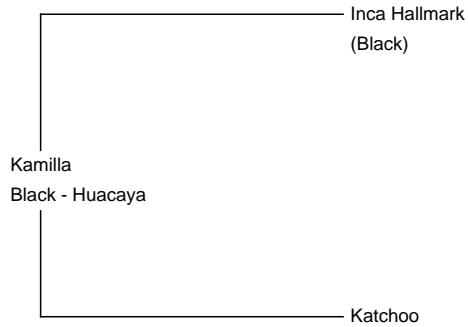 Inca Hallmark
(Black)
Kamilla
Black - Huacaya
Katchoo